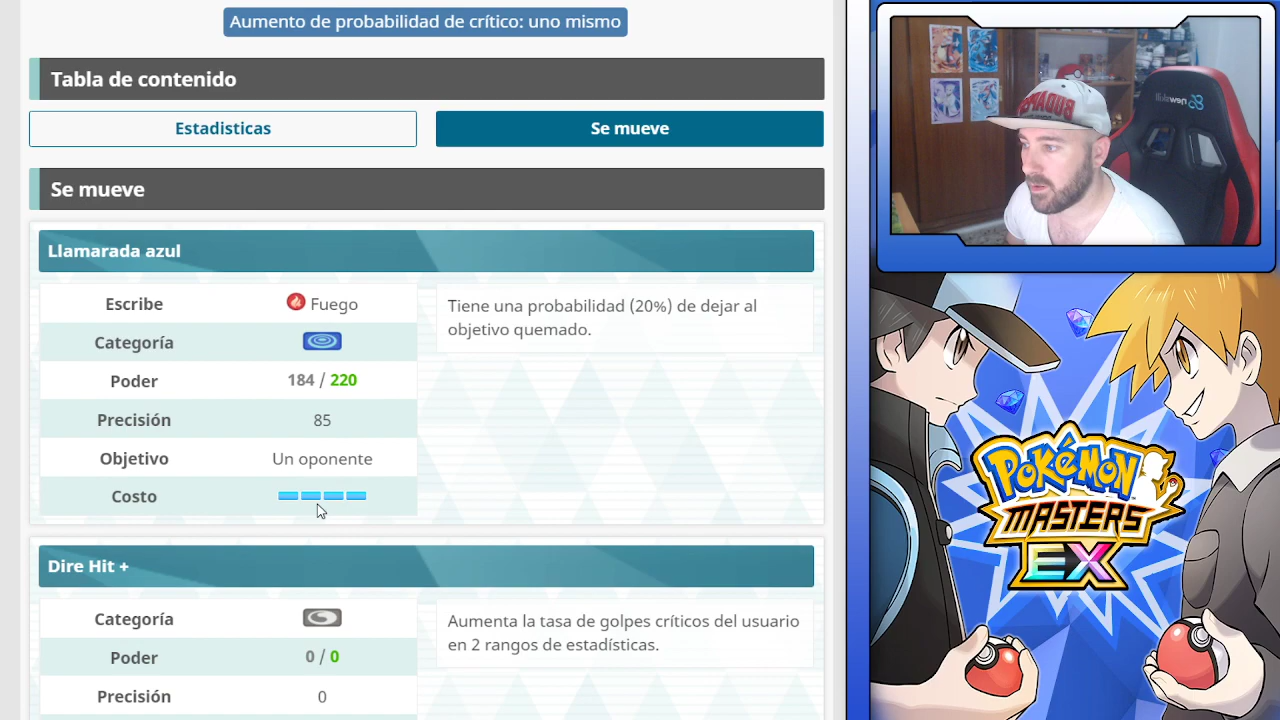 Aumento de probabilidad de crítico: uno mismo
Tabla de contenido
Estadisticas
Se mueve
Se mueve
Llamarada azul
Escribe Fuego
Categoría
Poder 184 / 220
Precisión 85
Objetivo Un oponente
Costo
Tiene una probabilidad (20%) de dejar al
objetivo quemado.
Dire Hit +
Categoría
Poder 0 / 0
Precisión 0
Aumenta la tasa de golpes críticos del usuario
en 2 rangos de estadísticas.
newskill
POKéMON
MASTERS
EX